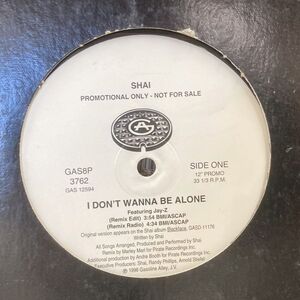 SHAI
PROMOTIONAL ONLY - NOT FOR SALE
GA
GAS8P
3762
GAS 12594
SIDE ONE
12" PROMO
33 1/3 R.P.M.
I DON'T WANNA BE ALONE
Featuring Jay-Z
(Remix Edit) 3:54 BMI/ASCAP
(Remix Radio) 4:34 BMI/ASCAP
Original version appears on the Shai album Blackface, GASD-11176
Written by Shai
All Songs Arranged, Produced and Performed by Shai
Remix by Marley Marl for Pirate Recordings Inc.
Additional Production by Andre Booth for Pirate Recordings Inc.
Executive Producers: Shai, Randy Phillips, Arnold Stiefel
℗ 1996 Gasoline Alley, J.V.